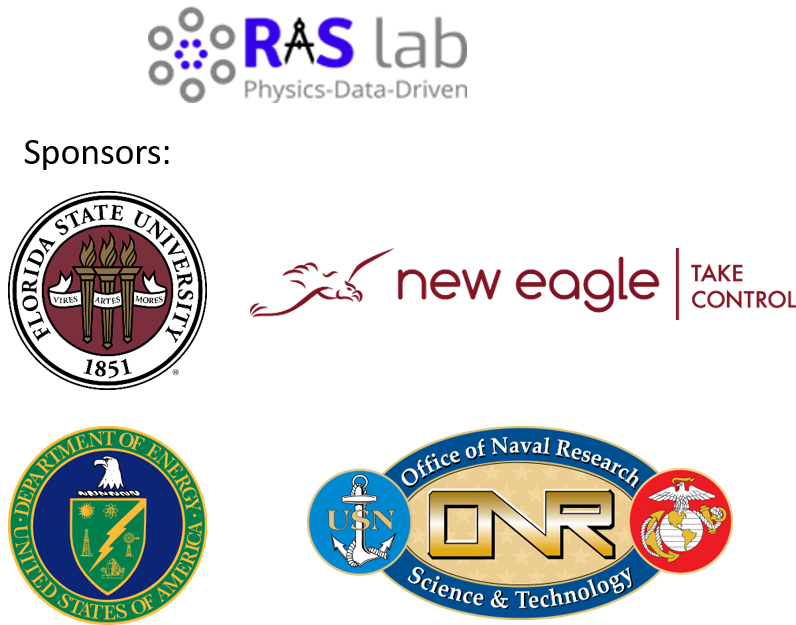 RAS lab
Physics-Data-Driven
Sponsors:
FLORIDA STATE UNIVERSITY
VIRES ARTES MORES
1851
®
new eagle
TAKE
CONTROL
DEPARTMENT OF ENERGY
UNITED STATES OF AMERICA
Office of Naval Research
USN
ONR
Science & Technology